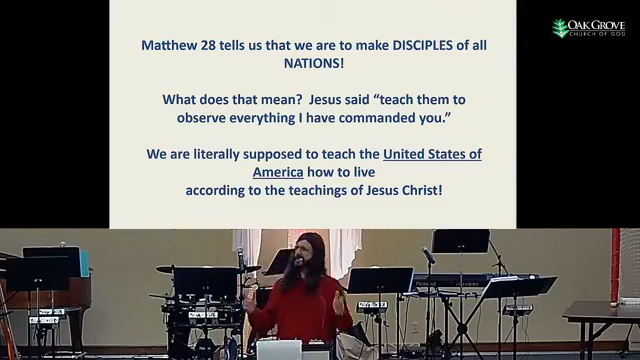 OAK GROVE
CHURCH OF GOD
Matthew 28 tells us that we are to make DISCIPLES of all
NATIONS!
What does that mean?  Jesus said “teach them to
observe everything I have commanded you.”
We are literally supposed to teach the United States of
America how to live
according to the teachings of Jesus Christ!
Roland